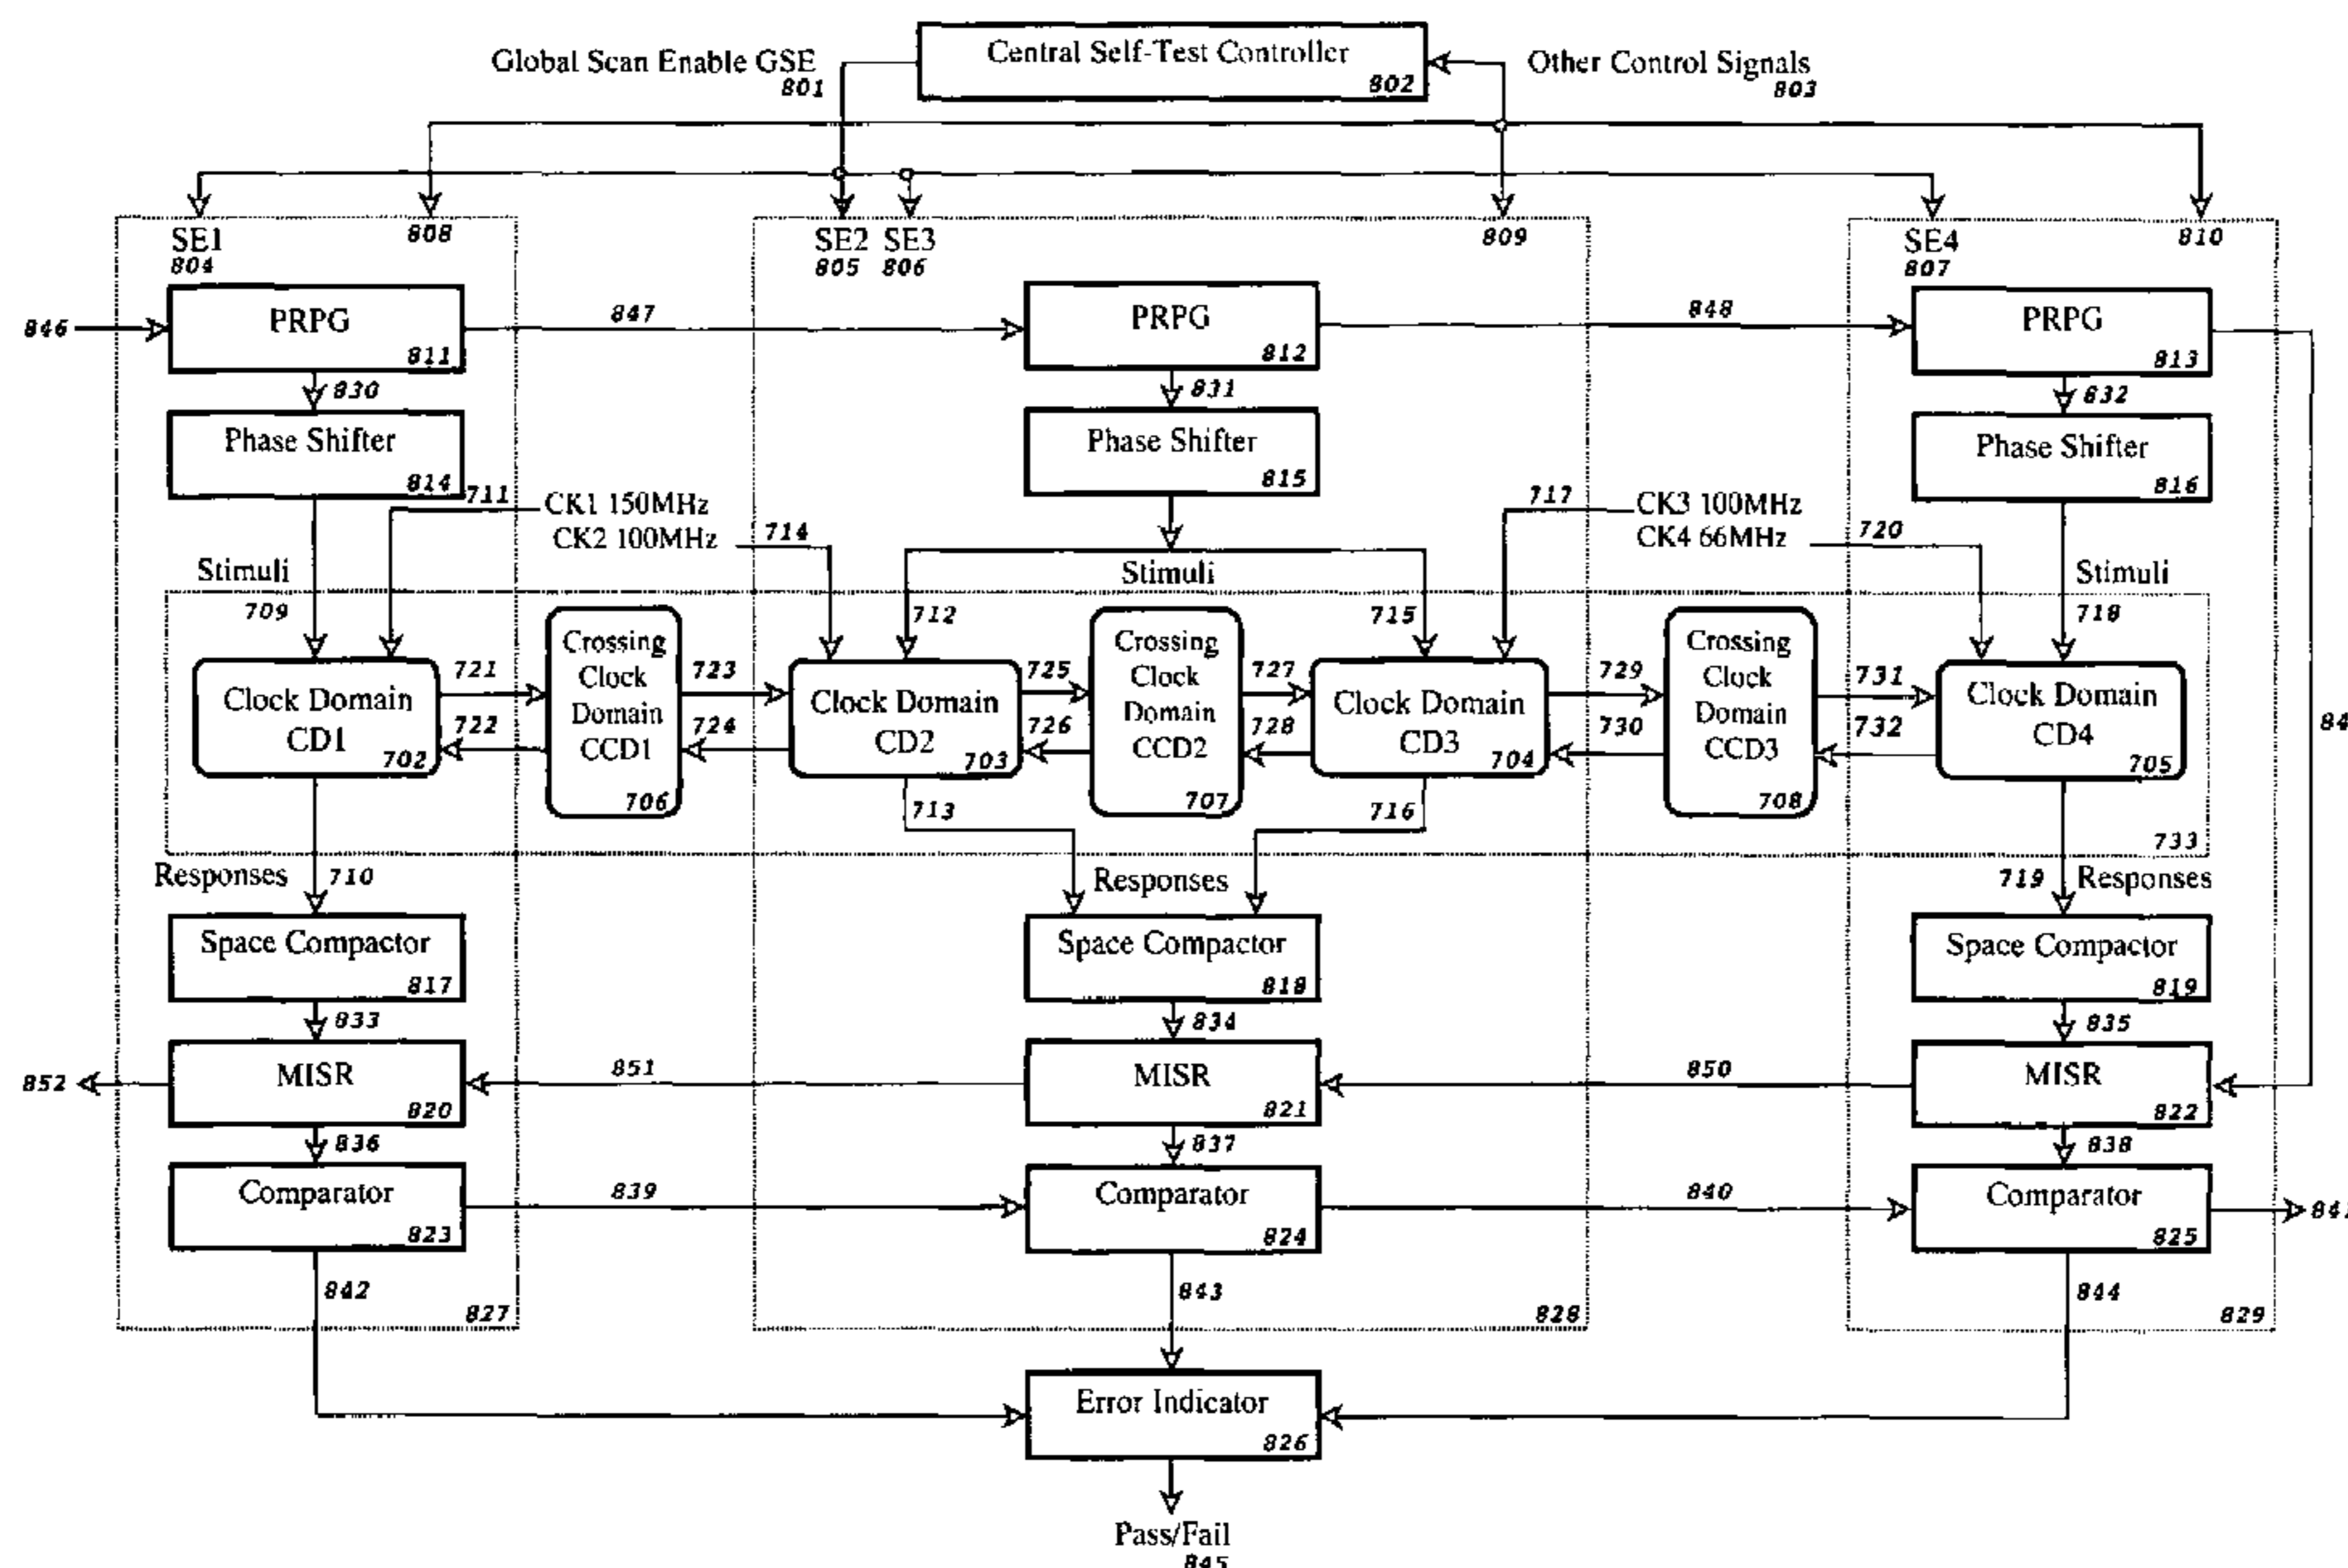 Global Scan Enable GSE
801
Central Self-Test Controller
802
Other Control Signals
803
SE1
804
808
SE2
805
SE3
806
809
SE4
807
810
846
PRPG
811
847
PRPG
812
848
PRPG
813
830
831
832
Phase Shifter
814
Phase Shifter
815
Phase Shifter
816
711
CK1 150MHz
CK2 100MHz
714
717
CK3 100MHz
CK4 66MHz
720
Stimuli
709
Stimuli
712
715
Stimuli
718
Clock Domain
CD1
702
721
722
Crossing
Clock
Domain
CCD1
706
723
724
Clock Domain
CD2
703
725
726
Crossing
Clock
Domain
CCD2
707
727
728
Clock Domain
CD3
704
729
730
Crossing
Clock
Domain
CCD3
708
731
732
Clock Domain
CD4
705
713
716
733
Responses
710
Responses
719
Responses
Space Compactor
817
Space Compactor
818
Space Compactor
819
833
834
835
852
MISR
820
851
MISR
821
850
MISR
822
836
837
838
Comparator
823
839
Comparator
824
840
Comparator
825
842
827
843
828
844
829
Error Indicator
826
Pass/Fail
845